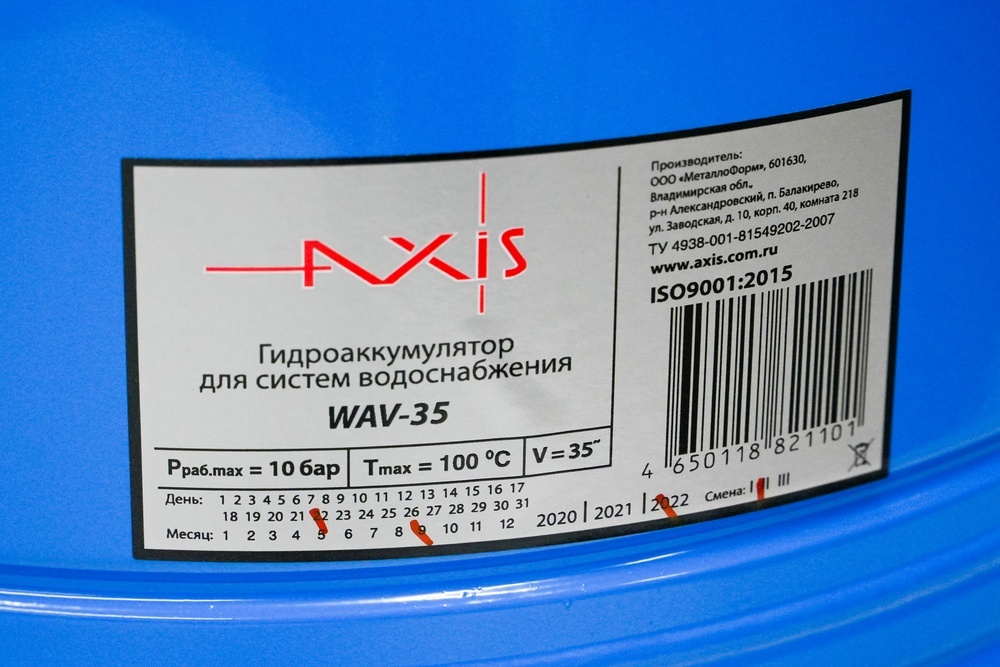 AXIS
Гидроаккумулятор
для систем водоснабжения
WAV-35
Pраб.max = 10 бар
Tmax = 100 ºC
V = 35
День: 1 2 3 4 5 6 7 8 9 10 11 12 13 14 15 16 17
18 19 20 21 22 23 24 25 26 27 28 29 30 31
Месяц: 1 2 3 4 5 6 7 8 9 10 11 12
2020 | 2021 | 2022
Смена: I II III
Производитель:
ООО «МеталлоФорм», 601630,
Владимирская обл.,
р-н Александровский, п. Балакирево,
ул. Заводская, д. 10, корп. 40, комната 218
ТУ 4938-001-81549202-2007
www.axis.com.ru
ISO9001:2015
4 650118 821101